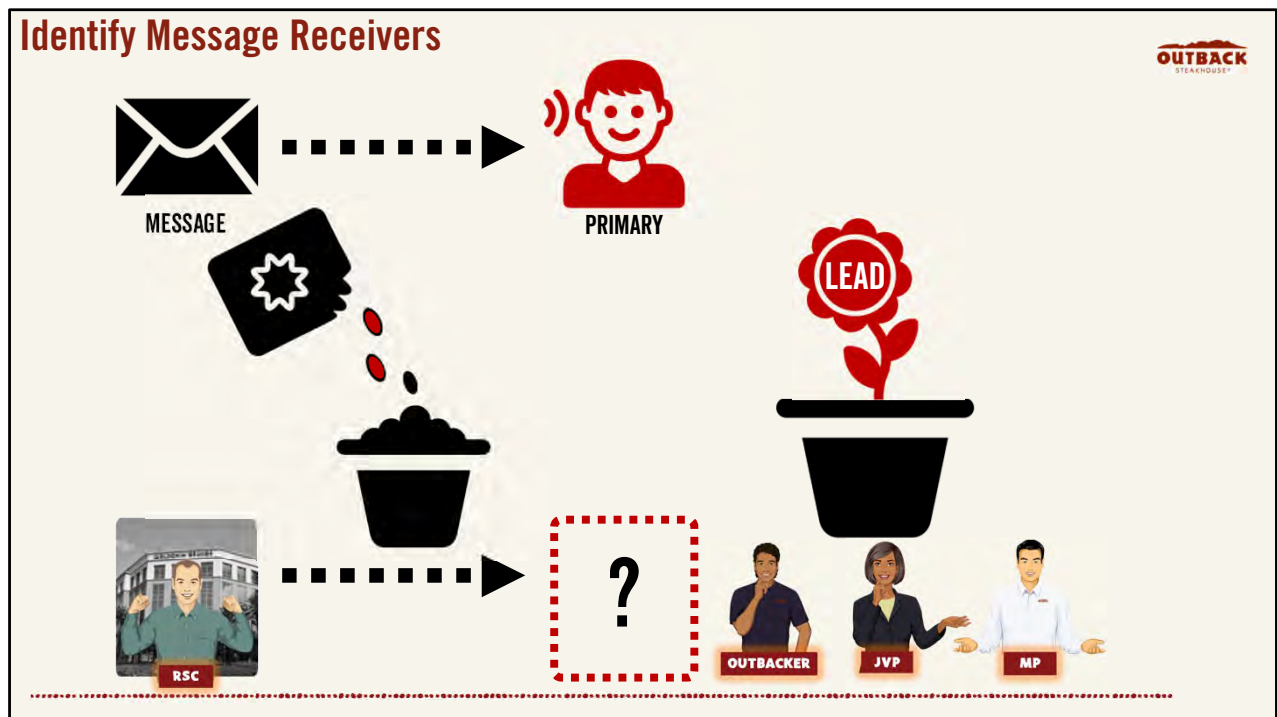 Identify Message Receivers
OUTBACK
STEAKHOUSE®
MESSAGE
PRIMARY
LEAD
?
RSC
OUTBACKER
JVP
MP